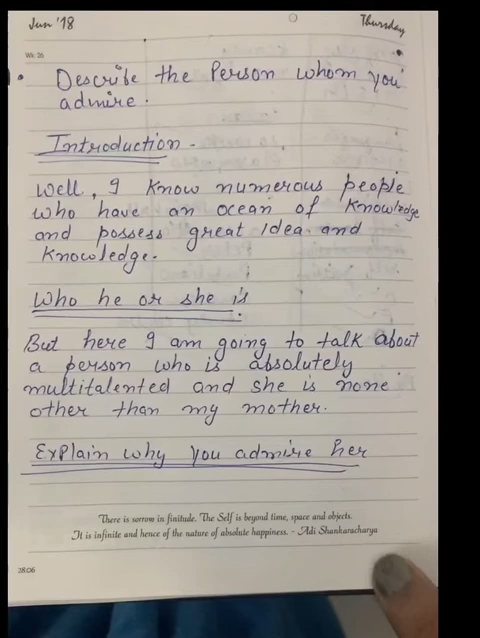 Jun '18
Thursday
Wk 26
Describe the Person whom you
admire.
Introduction -
Well, I know numerous people
who have an ocean of knowledge
and possess great idea and
knowledge.
Who he or she is
But here I am going to talk about
a person who is absolutely
multitalented and she is none
other than my mother.
Explain why you admire her
There is sorrow in finitude. The Self is beyond time, space and objects.
It is infinite and hence of the nature of absolute happiness. - Adi Shankaracharya
28.06